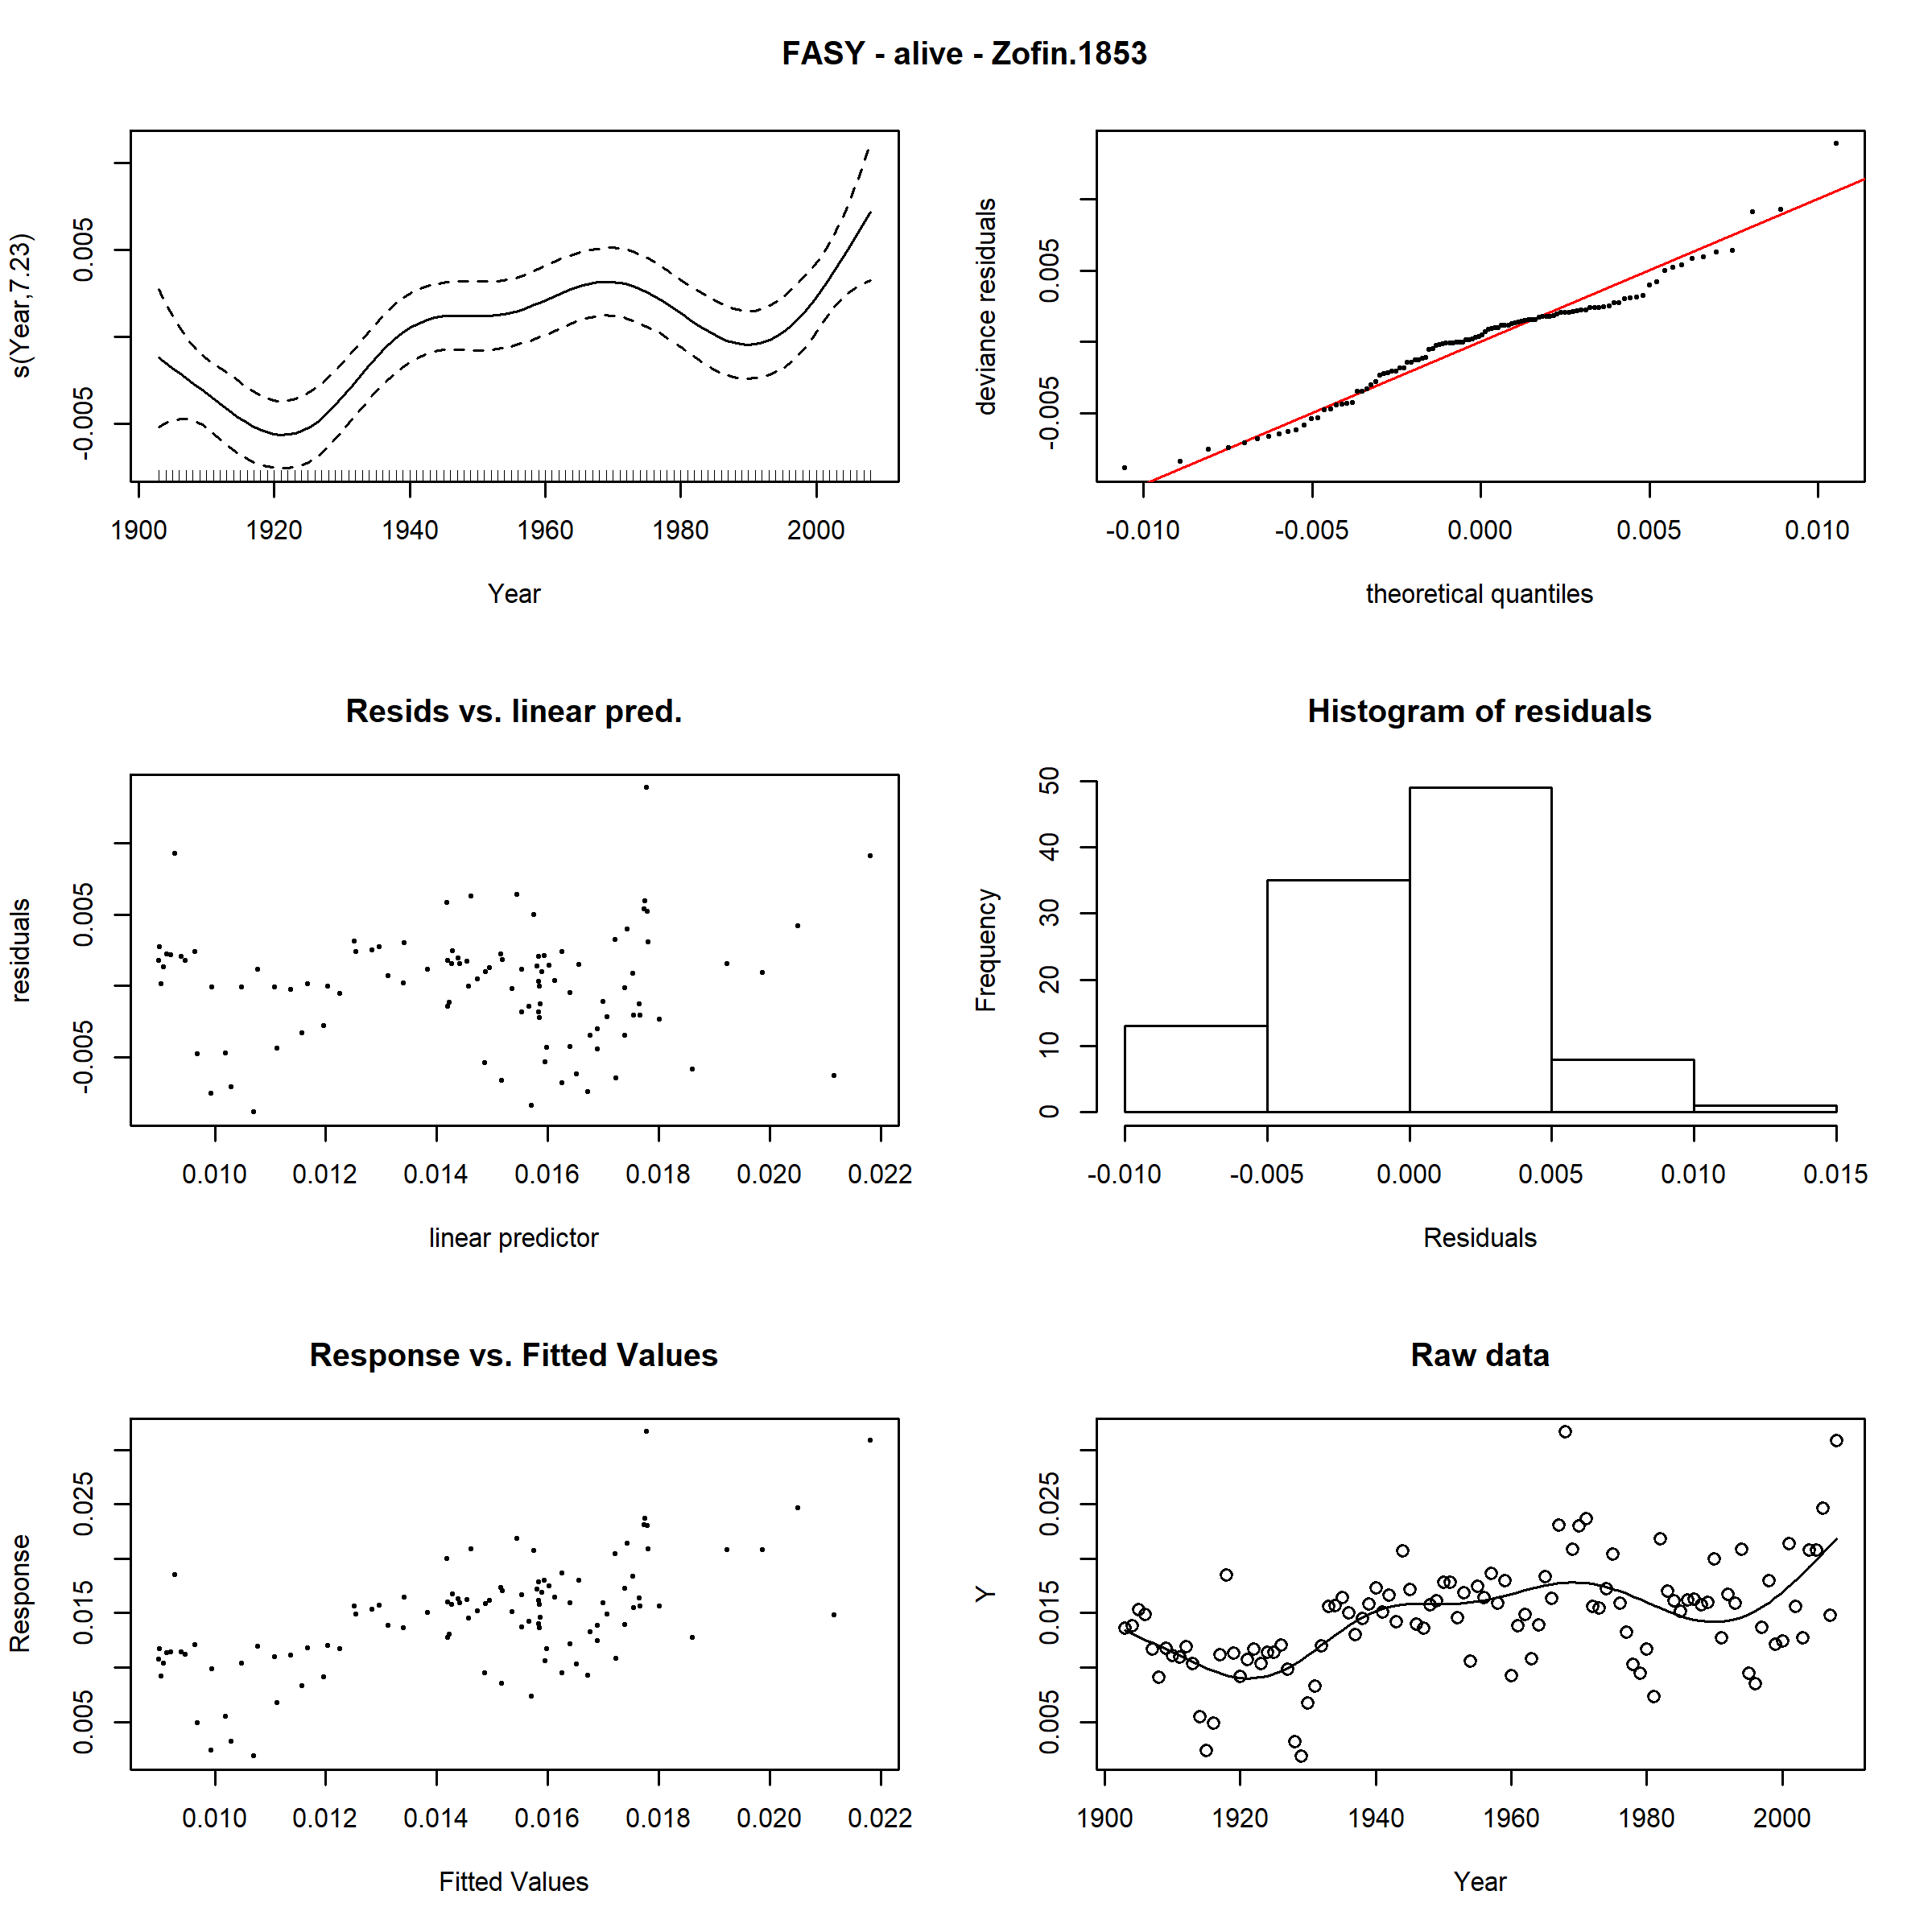 FASY - alive - Zofin.1853
s(Year,7.23)
-0.005 0.005
1900 1920 1940 1960 1980 2000
Year
deviance residuals
-0.005 0.005
-0.010 -0.005 0.000 0.005 0.010
theoretical quantiles
Resids vs. linear pred.
residuals
-0.005 0.005
0.010 0.012 0.014 0.016 0.018 0.020 0.022
linear predictor
Histogram of residuals
Frequency
0 10 20 30 40 50
-0.010 -0.005 0.000 0.005 0.010 0.015
Residuals
Response vs. Fitted Values
Response
0.005 0.015 0.025
0.010 0.012 0.014 0.016 0.018 0.020 0.022
Fitted Values
Raw data
Y
0.005 0.015 0.025
1900 1920 1940 1960 1980 2000
Year